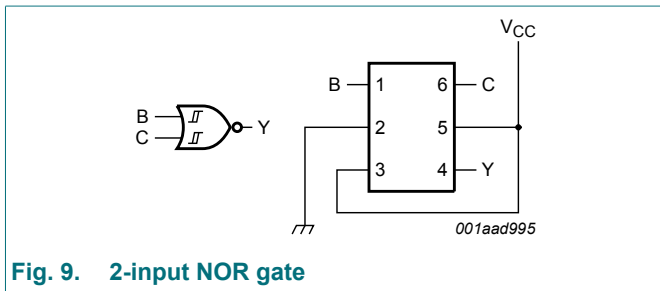 VCC
B 1 6 C
B
C
Y
2 5
3 4 Y
001aad995
Fig. 9. 2-input NOR gate